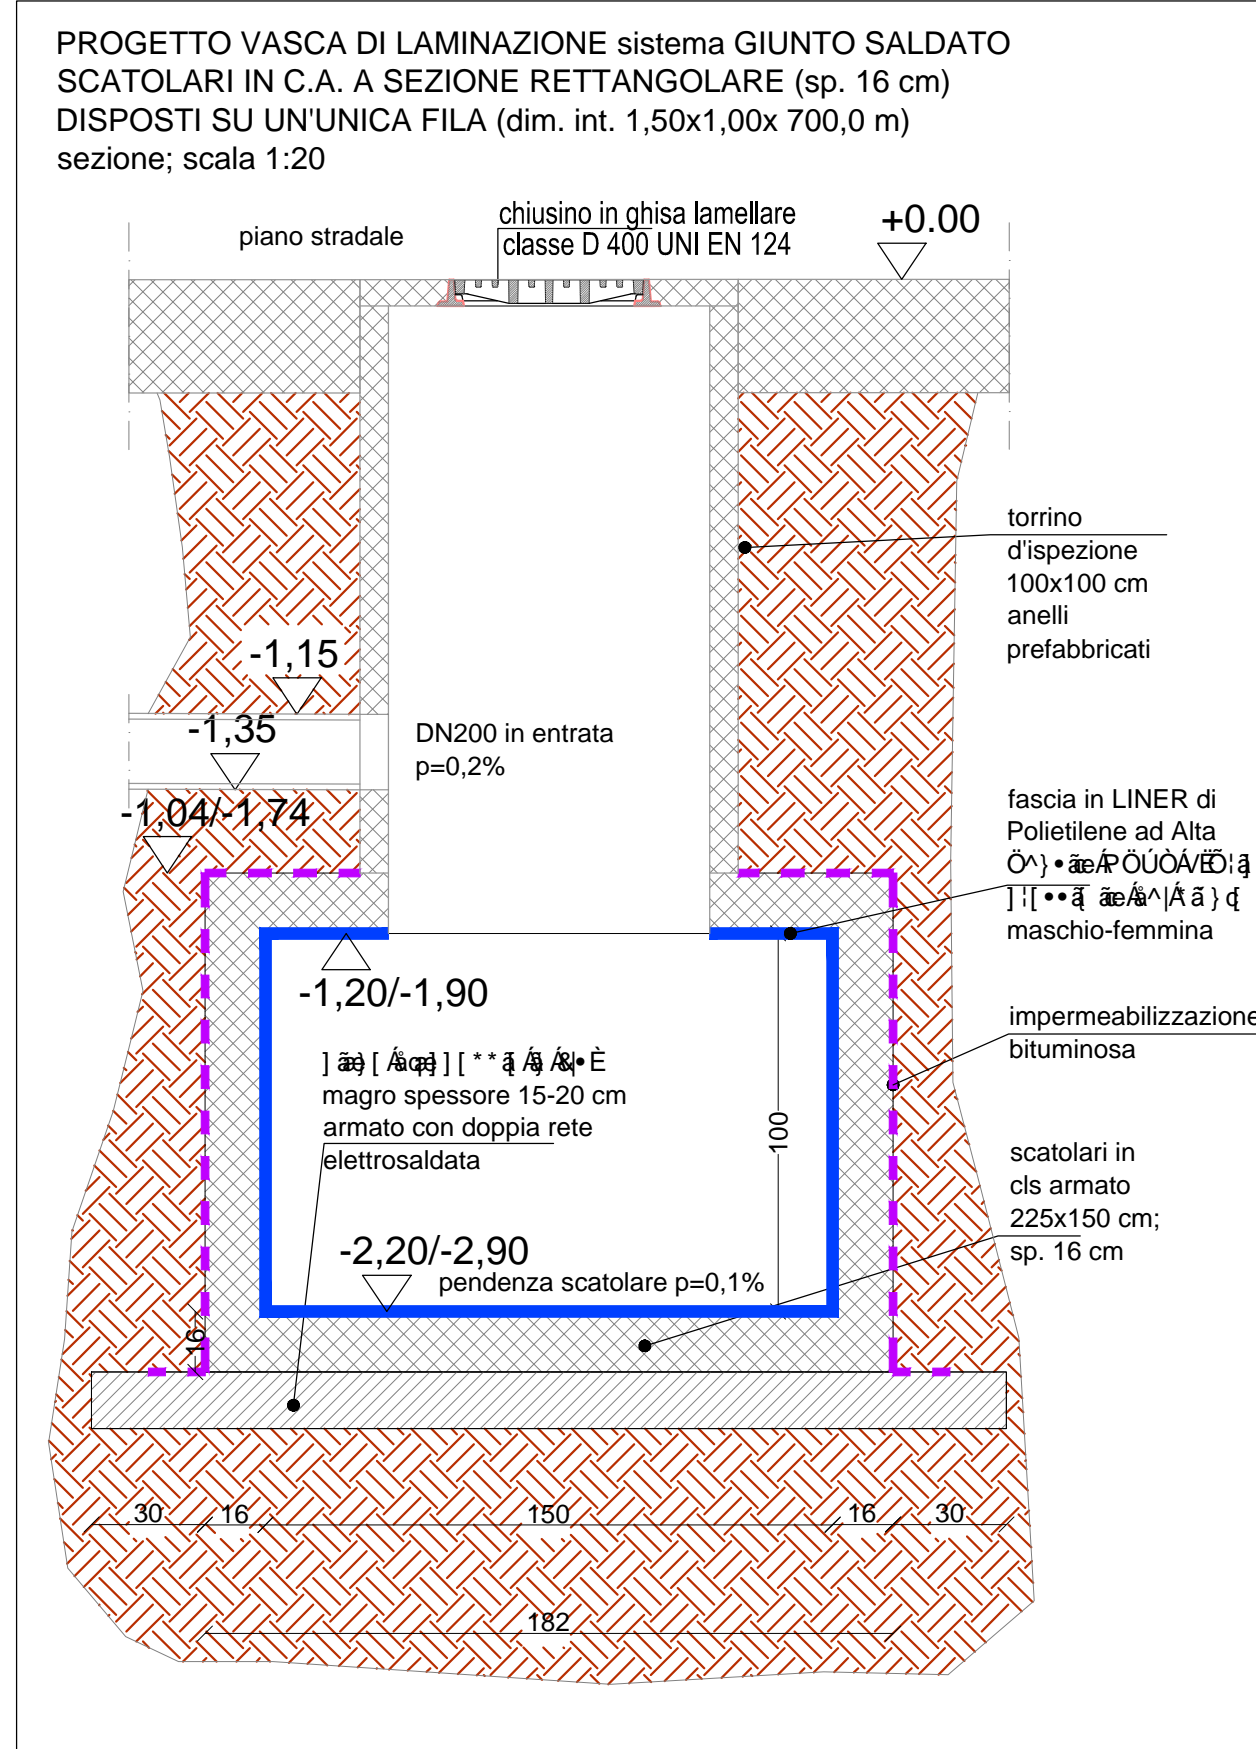 PROGETTO VASCA DI LAMINAZIONE sistema GIUNTO SALDATO
SCATOLARI IN C.A. A SEZIONE RETTANGOLARE (sp. 16 cm)
DISPOSTI SU UN'UNICA FILA (dim. int. 1,50x1,00x 700,0 m)
sezione; scala 1:20
piano stradale
chiusino in ghisa lamellare
classe D 400 UNI EN 124
+0.00
torrino
d'ispezione
100x100 cm
anelli
prefabbricati
-1,15
-1,35
-1,04/-1,74
DN200 in entrata
p=0,2%
fascia in LINER di
Polietilene ad Alta
maschio-femmina
-1,20/-1,90
impermeabilizzazione
bituminosa
magro spessore 15-20 cm
armato con doppia rete
elettrosaldata
100
scatolari in
cls armato
225x150 cm;
sp. 16 cm
-2,20/-2,90
pendenza scatolare p=0,1%
16
30 16 150 16 30
182